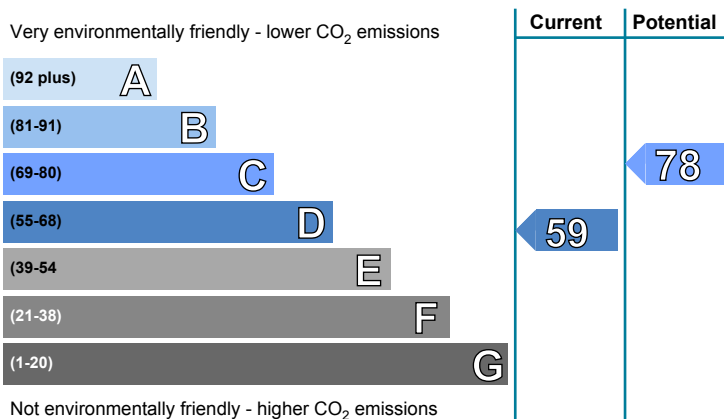 Current Potential
Very environmentally friendly - lower CO2 emissions
(92 plus) A
(81-91) B
(69-80) C
78
(55-68) D
59
(39-54 E
(21-38) F
(1-20) G
Not environmentally friendly - higher CO2 emissions